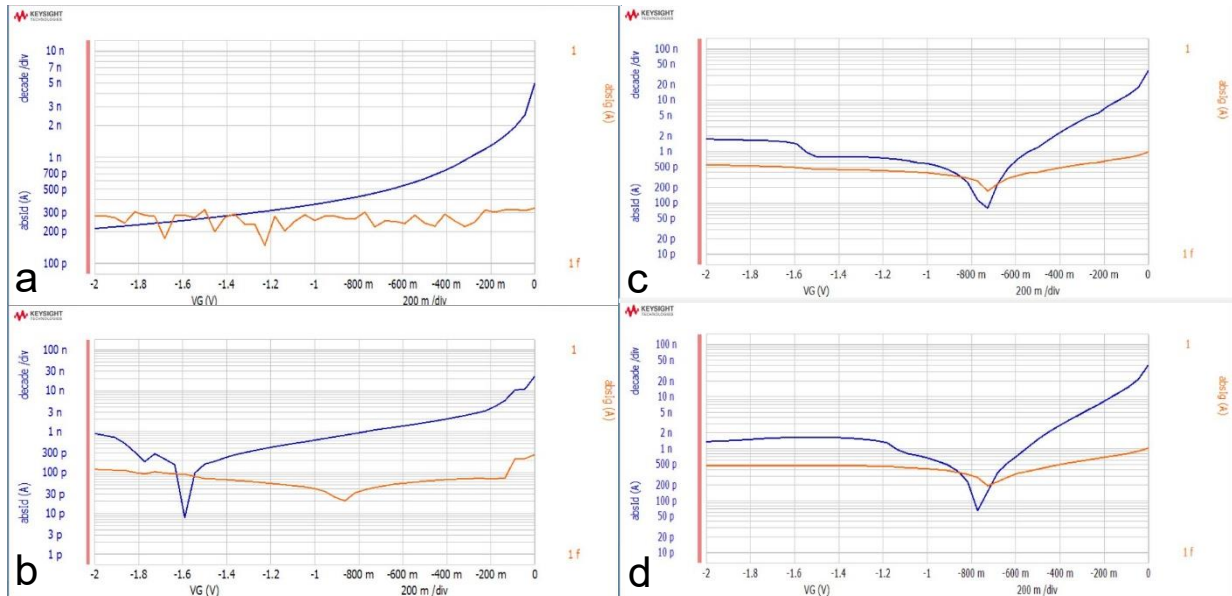 KEYSIGHT
TECHNOLOGIES
decade /div
absId (A)
10 n
7 n
5 n
3 n
2 n
1 n
700 p
500 p
300 p
200 p
100 p
1
absIg (A)
1 f
-2 -1.8 -1.6 -1.4 -1.2 -1 -800 m -600 m -400 m -200 m 0
VG (V) 200 m /div
a
KEYSIGHT
TECHNOLOGIES
decade /div
absId (A)
100 n
50 n
20 n
10 n
5 n
2 n
1 n
500 p
200 p
100 p
50 p
10 p
1
absIg (A)
1 f
-2 -1.8 -1.6 -1.4 -1.2 -1 -800 m -600 m -400 m -200 m 0
VG (V) 200 m /div
c
KEYSIGHT
TECHNOLOGIES
decade /div
absId (A)
100 n
30 n
10 n
3 n
1 n
300 p
100 p
30 p
10 p
3 p
1 p
1
absIg (A)
1 f
-2 -1.8 -1.6 -1.4 -1.2 -1 -800 m -600 m -400 m -200 m 0
VG (V) 200 m /div
b
KEYSIGHT
TECHNOLOGIES
decade /div
absId (A)
100 n
50 n
20 n
10 n
5 n
2 n
1 n
500 p
200 p
100 p
50 p
10 p
1
absIg (A)
1 f
-2 -1.8 -1.6 -1.4 -1.2 -1 -800 m -600 m -400 m -200 m 0
VG (V) 200 m /div
d